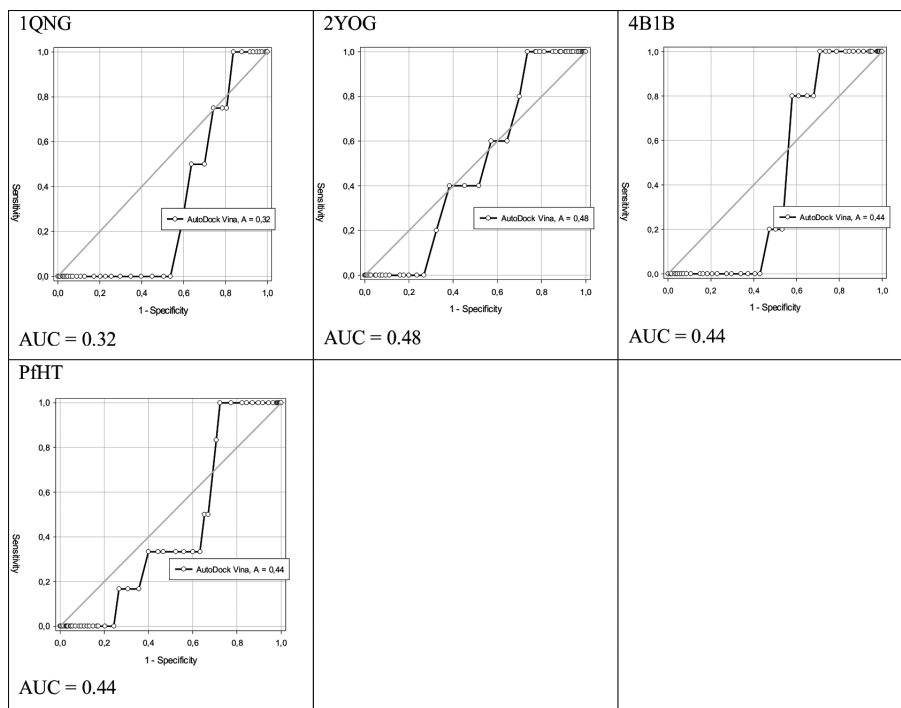 1QNG
1,0
0,8
0,6
0,4
0,2
0,0
Sensitivity
AutoDock Vina, A = 0,32
0,0 0,2 0,4 0,6 0,8 1,0
1 - Specificity
AUC = 0.32
2YOG
1,0
0,8
0,6
0,4
0,2
0,0
Sensitivity
AutoDock Vina, A = 0,48
0,0 0,2 0,4 0,6 0,8 1,0
1 - Specificity
AUC = 0.48
4B1B
1,0
0,8
0,6
0,4
0,2
0,0
Sensitivity
AutoDock Vina, A = 0,44
0,0 0,2 0,4 0,6 0,8 1,0
1 - Specificity
AUC = 0.44
PfHT
1,0
0,8
0,6
0,4
0,2
0,0
Sensitivity
AutoDock Vina, A = 0,44
0,0 0,2 0,4 0,6 0,8 1,0
1 - Specificity
AUC = 0.44